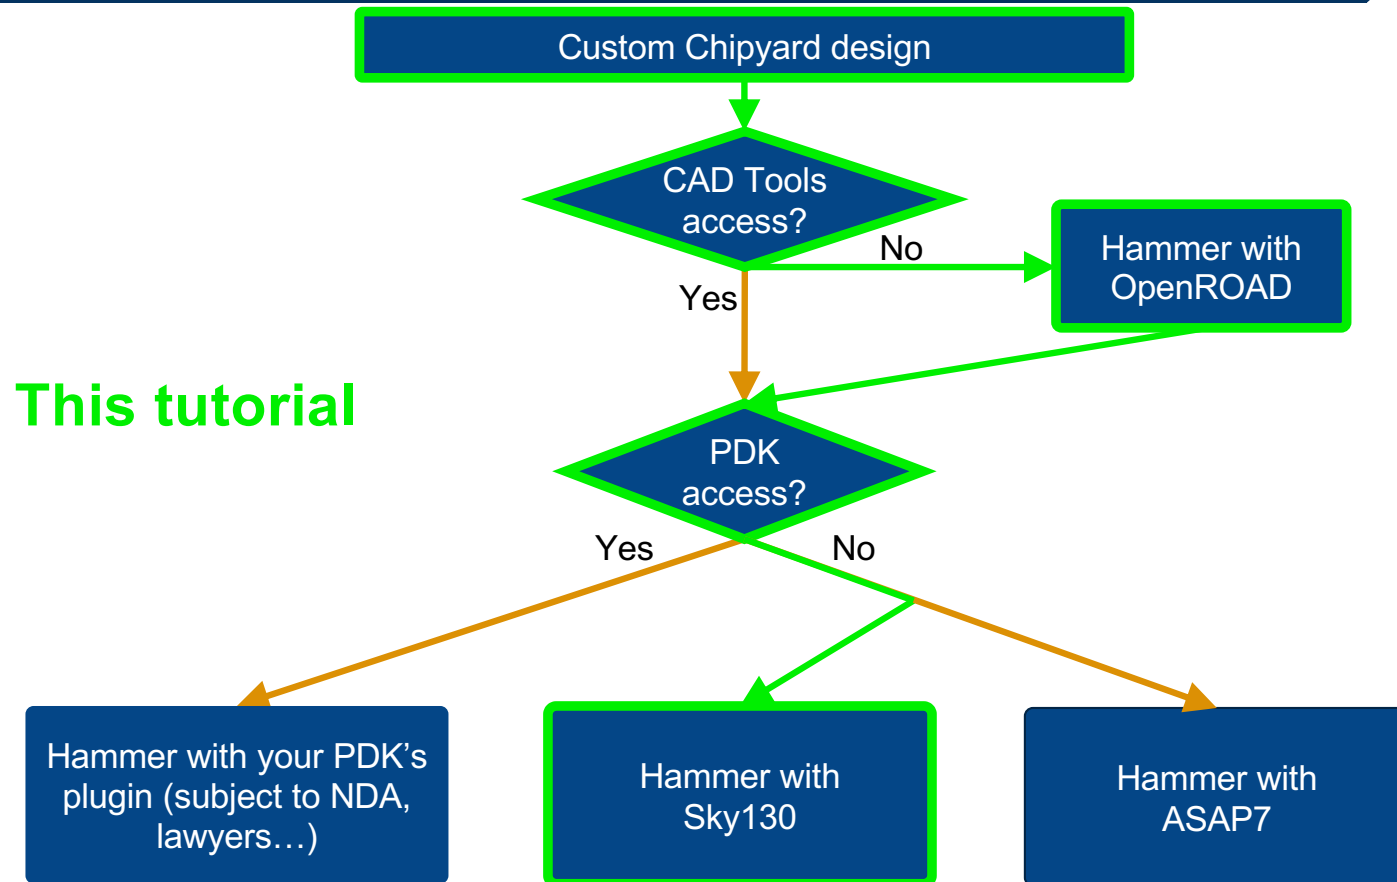 Custom Chipyard design
CAD Tools
access?
No
Hammer with
OpenROAD
Yes
This tutorial
PDK
access?
Yes
No
Hammer with your PDK’s
plugin (subject to NDA,
lawyers…)
Hammer with
Sky130
Hammer with
ASAP7